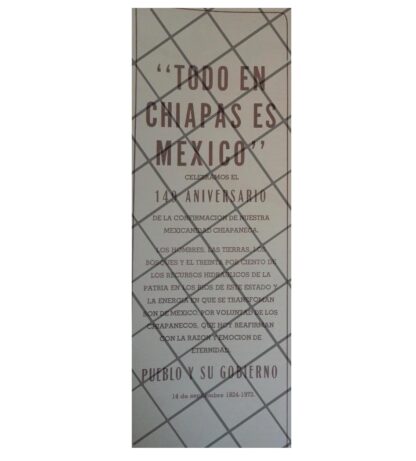 “TODO EN
CHIAPAS ES
MEXICO”
CELEBRAMOS EL
149 ANIVERSARIO
DE LA CONFIRMACION DE NUESTRA
MEXICANIDAD CHIAPANECA.
LOS HOMBRES, LAS TIERRAS, LOS
BOSQUES Y EL TREINTA POR CIENTO DE
LOS RECURSOS HIDRAULICOS DE LA
PATRIA EN LOS RIOS DE ESTE ESTADO Y
LA ENERGIA EN QUE SE TRANSFOMAN
SON DE MEXICO, POR VOLUNTAD DE LOS
CHIAPANECOS, QUE HOY REAFIRMAN
CON LA RAZON Y EMOCION DE
ETERNIDAD.
PUEBLO Y SU GOBIERNO
14 de septiembre 1824-1973.